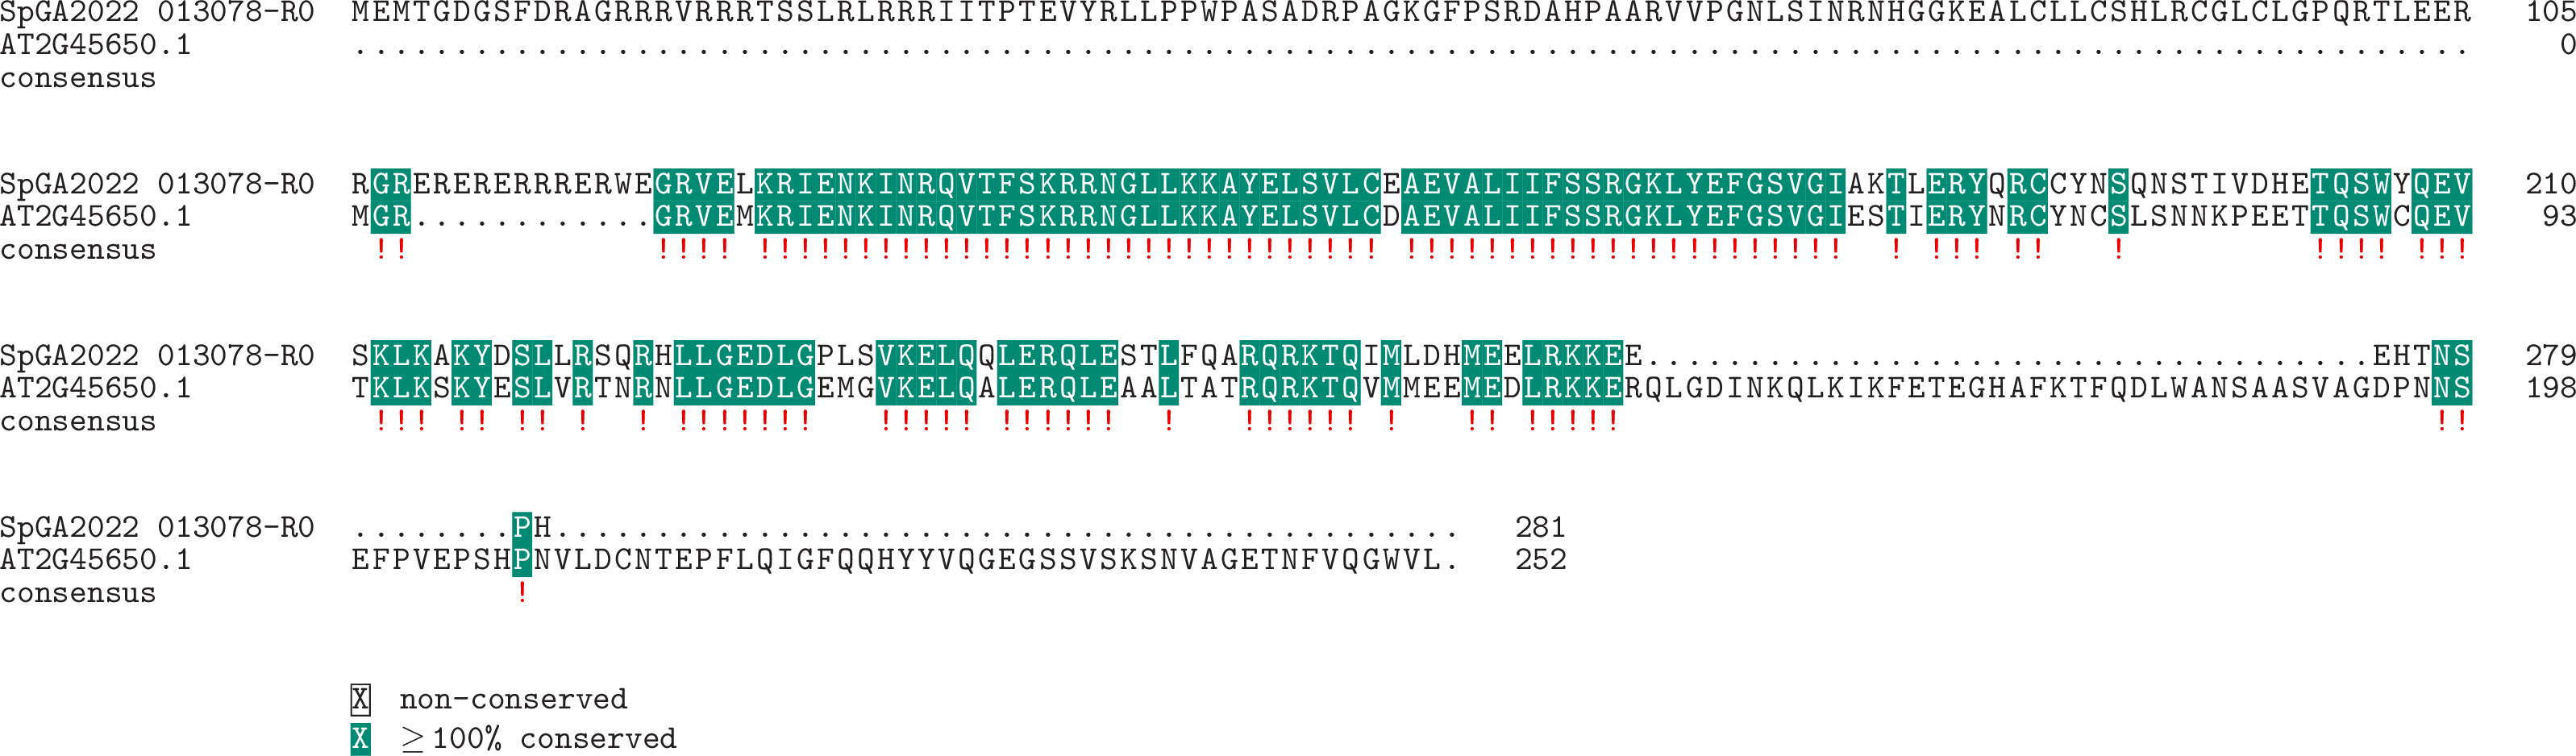 SpGA2022 013078-R0 MEMTGDGSFDRAGRRRVRRRTSSLRLRRRIITPTEVYRLLPPWPASADRPAGKGFPSRDAHPAARVVPGNLSINRNHGGKEALCLLCSHLRCGLCLGPQRTLEER 105
AT2G45650.1 ......................................................................................................... 0
consensus
SpGA2022 013078-R0 RGRERERERRRERWEGRVELKRIENKINRQVTFSKRRNGLLKKAYELSVLCEAEVALIIFSSRGKLYEFGSVGIAKTLERYQRCCYNSQNSTIVDHETQSWYQEV 210
AT2G45650.1 MGR............GRVEMKRIENKINRQVTFSKRRNGLLKKAYELSVLCDAEVALIIFSSRGKLYEFGSVGIESTIERYNRCYNCSLSNNKPEETTQSWCQEV 93
consensus !! !!!! !!!!!!!!!!!!!!!!!!!!!!!!!!!!!!! !!!!!!!!!!!!!!!!!!!!!! ! !!! !! ! !!!! !!!
SpGA2022 013078-R0 SKLKAKYDSLLRSQRHLLGEDLGPLSVKELQQLERQLESTLFQARQRKTQIMLDHMEELRKKEE....................................EHTNS 279
AT2G45650.1 TKLKSKYESLVRTNRNLLGEDLGEMGVKELQALERQLEAALTATRQRKTQVMMEEMEDLRKKERQLGDINKQLKIKFETEGHAFKTFQDLWANSAASVAGDPNNS 198
consensus !!! !! !! ! ! !!!!!!! !!!!! !!!!!! ! !!!!!! ! !! !!!!! !!
SpGA2022 013078-R0 ........PH............................................. 281
AT2G45650.1 EFPVEPSHPNVLDCNTEPFLQIGFQQHYYVQGEGSSVSKSNVAGETNFVQGWVL. 252
consensus !
X non-conserved
X ≥100% conserved